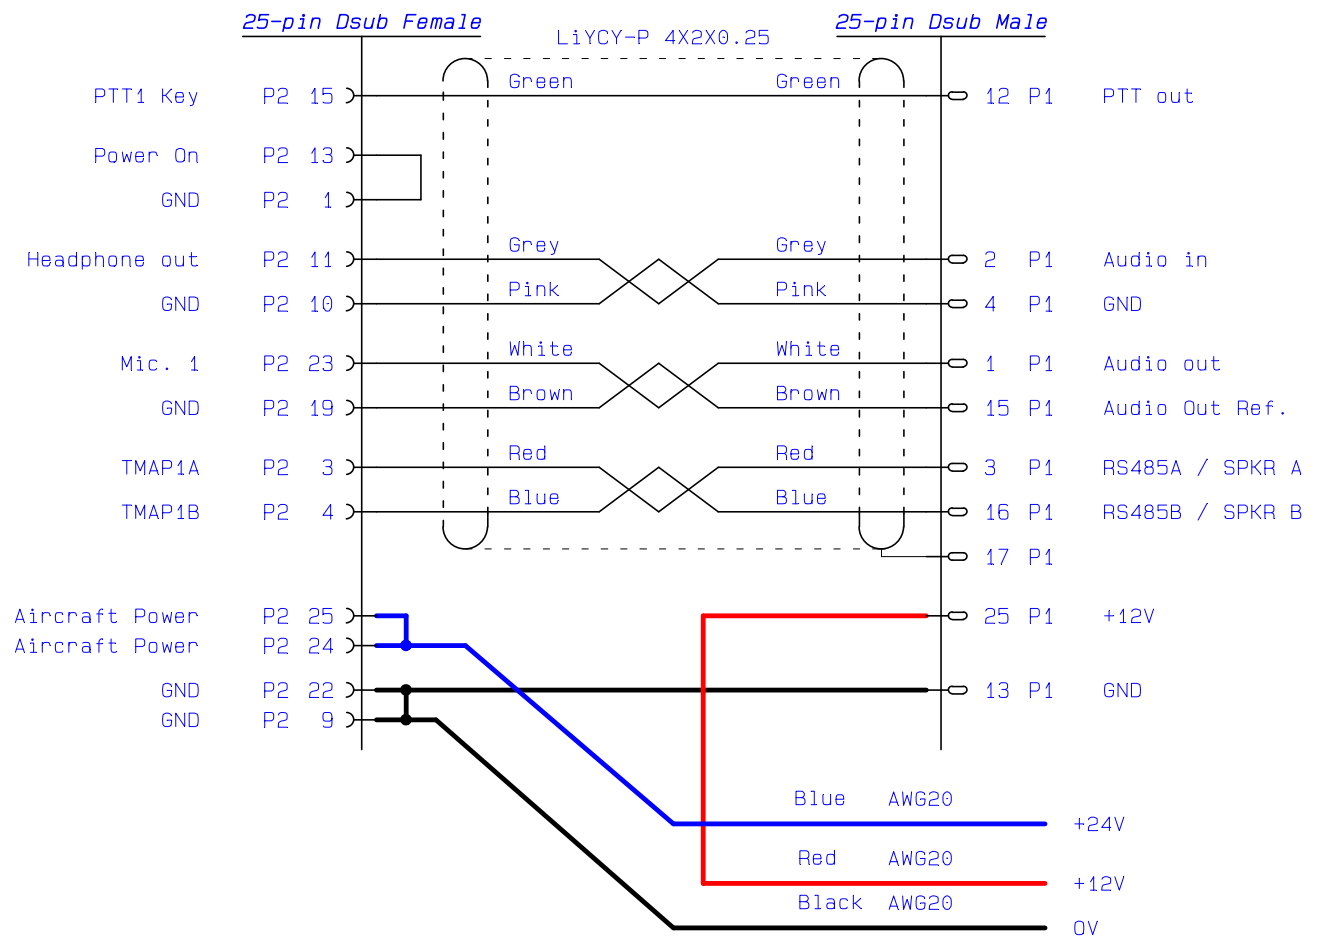 25-pin Dsub Female 25-pin Dsub Male
LiYCY-P 4X2X0.25
Green Green
PTT1 Key P2 15 12 P1 PTT out
Power On P2 13
GND P2 1
Grey Grey
Headphone out P2 11 2 P1 Audio in
Pink Pink
GND P2 10 4 P1 GND
White White
Mic. 1 P2 23 1 P1 Audio out
Brown Brown
GND P2 19 15 P1 Audio Out Ref.
Red Red
TMAP1A P2 3 3 P1 RS485A / SPKR A
Blue Blue
TMAP1B P2 4 16 P1 RS485B / SPKR B
17 P1
Aircraft Power P2 25 25 P1 +12V
Aircraft Power P2 24
GND P2 22 13 P1 GND
GND P2 9
Blue AWG20
+24V
Red AWG20
+12V
Black AWG20
0V